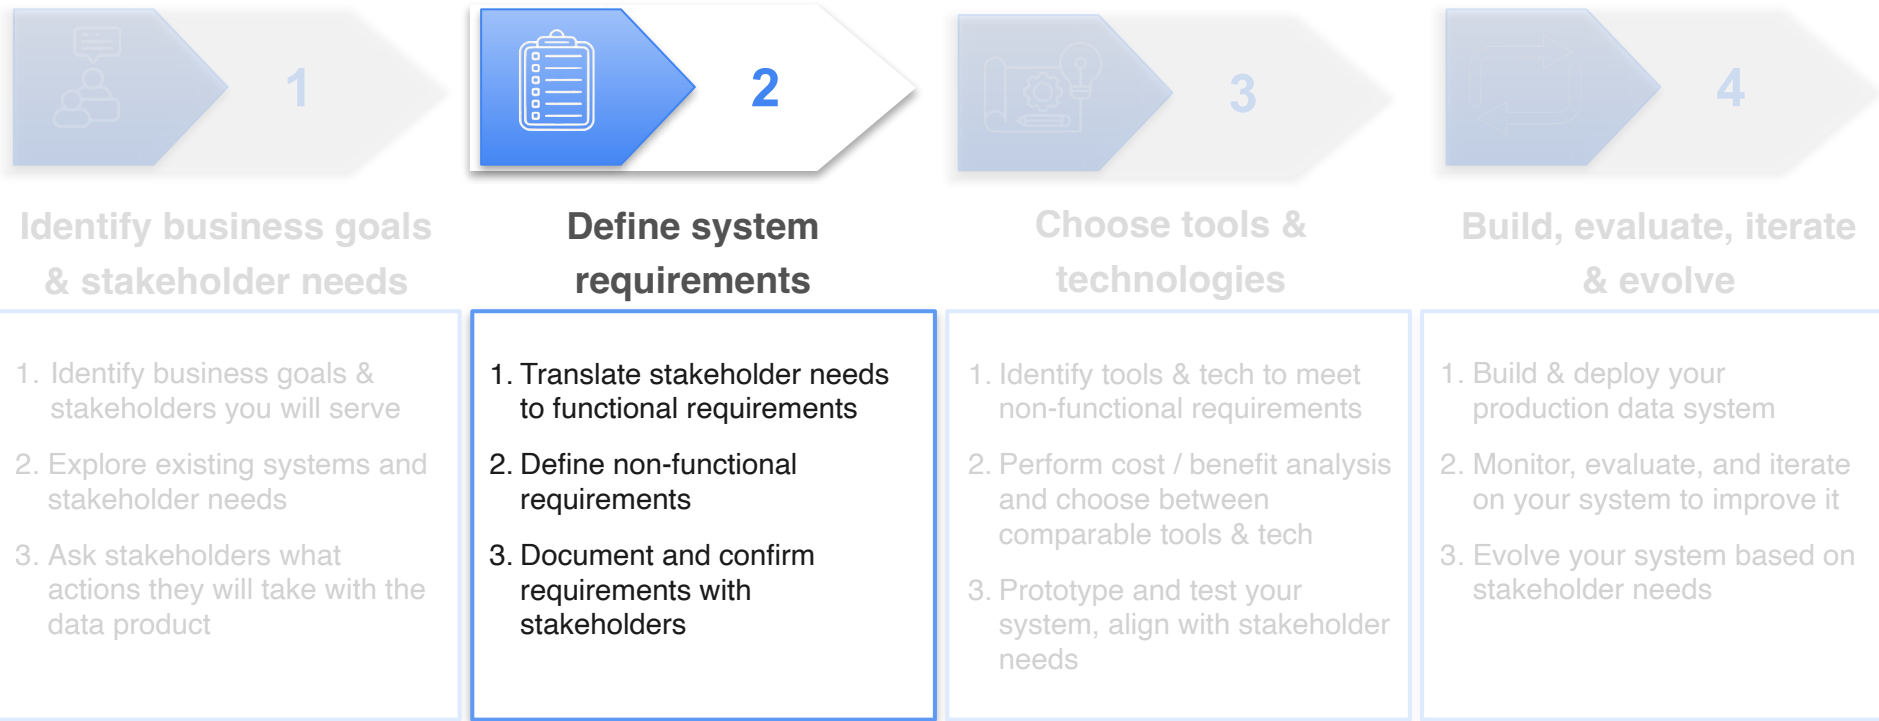 1
2
3
4
Identify business goals
& stakeholder needs
Define system
requirements
Choose tools &
technologies
Build, evaluate, iterate
& evolve
1. Identify business goals &
stakeholders you will serve
2. Explore existing systems and
stakeholder needs
3. Ask stakeholders what
actions they will take with the
data product
1. Translate stakeholder needs
to functional requirements
2. Define non-functional
requirements
3. Document and confirm
requirements with
stakeholders
1. Identify tools & tech to meet
non-functional requirements
2. Perform cost / benefit analysis
and choose between
comparable tools & tech
3. Prototype and test your
system, align with stakeholder
needs
1. Build & deploy your
production data system
2. Monitor, evaluate, and iterate
on your system to improve it
3. Evolve your system based on
stakeholder needs